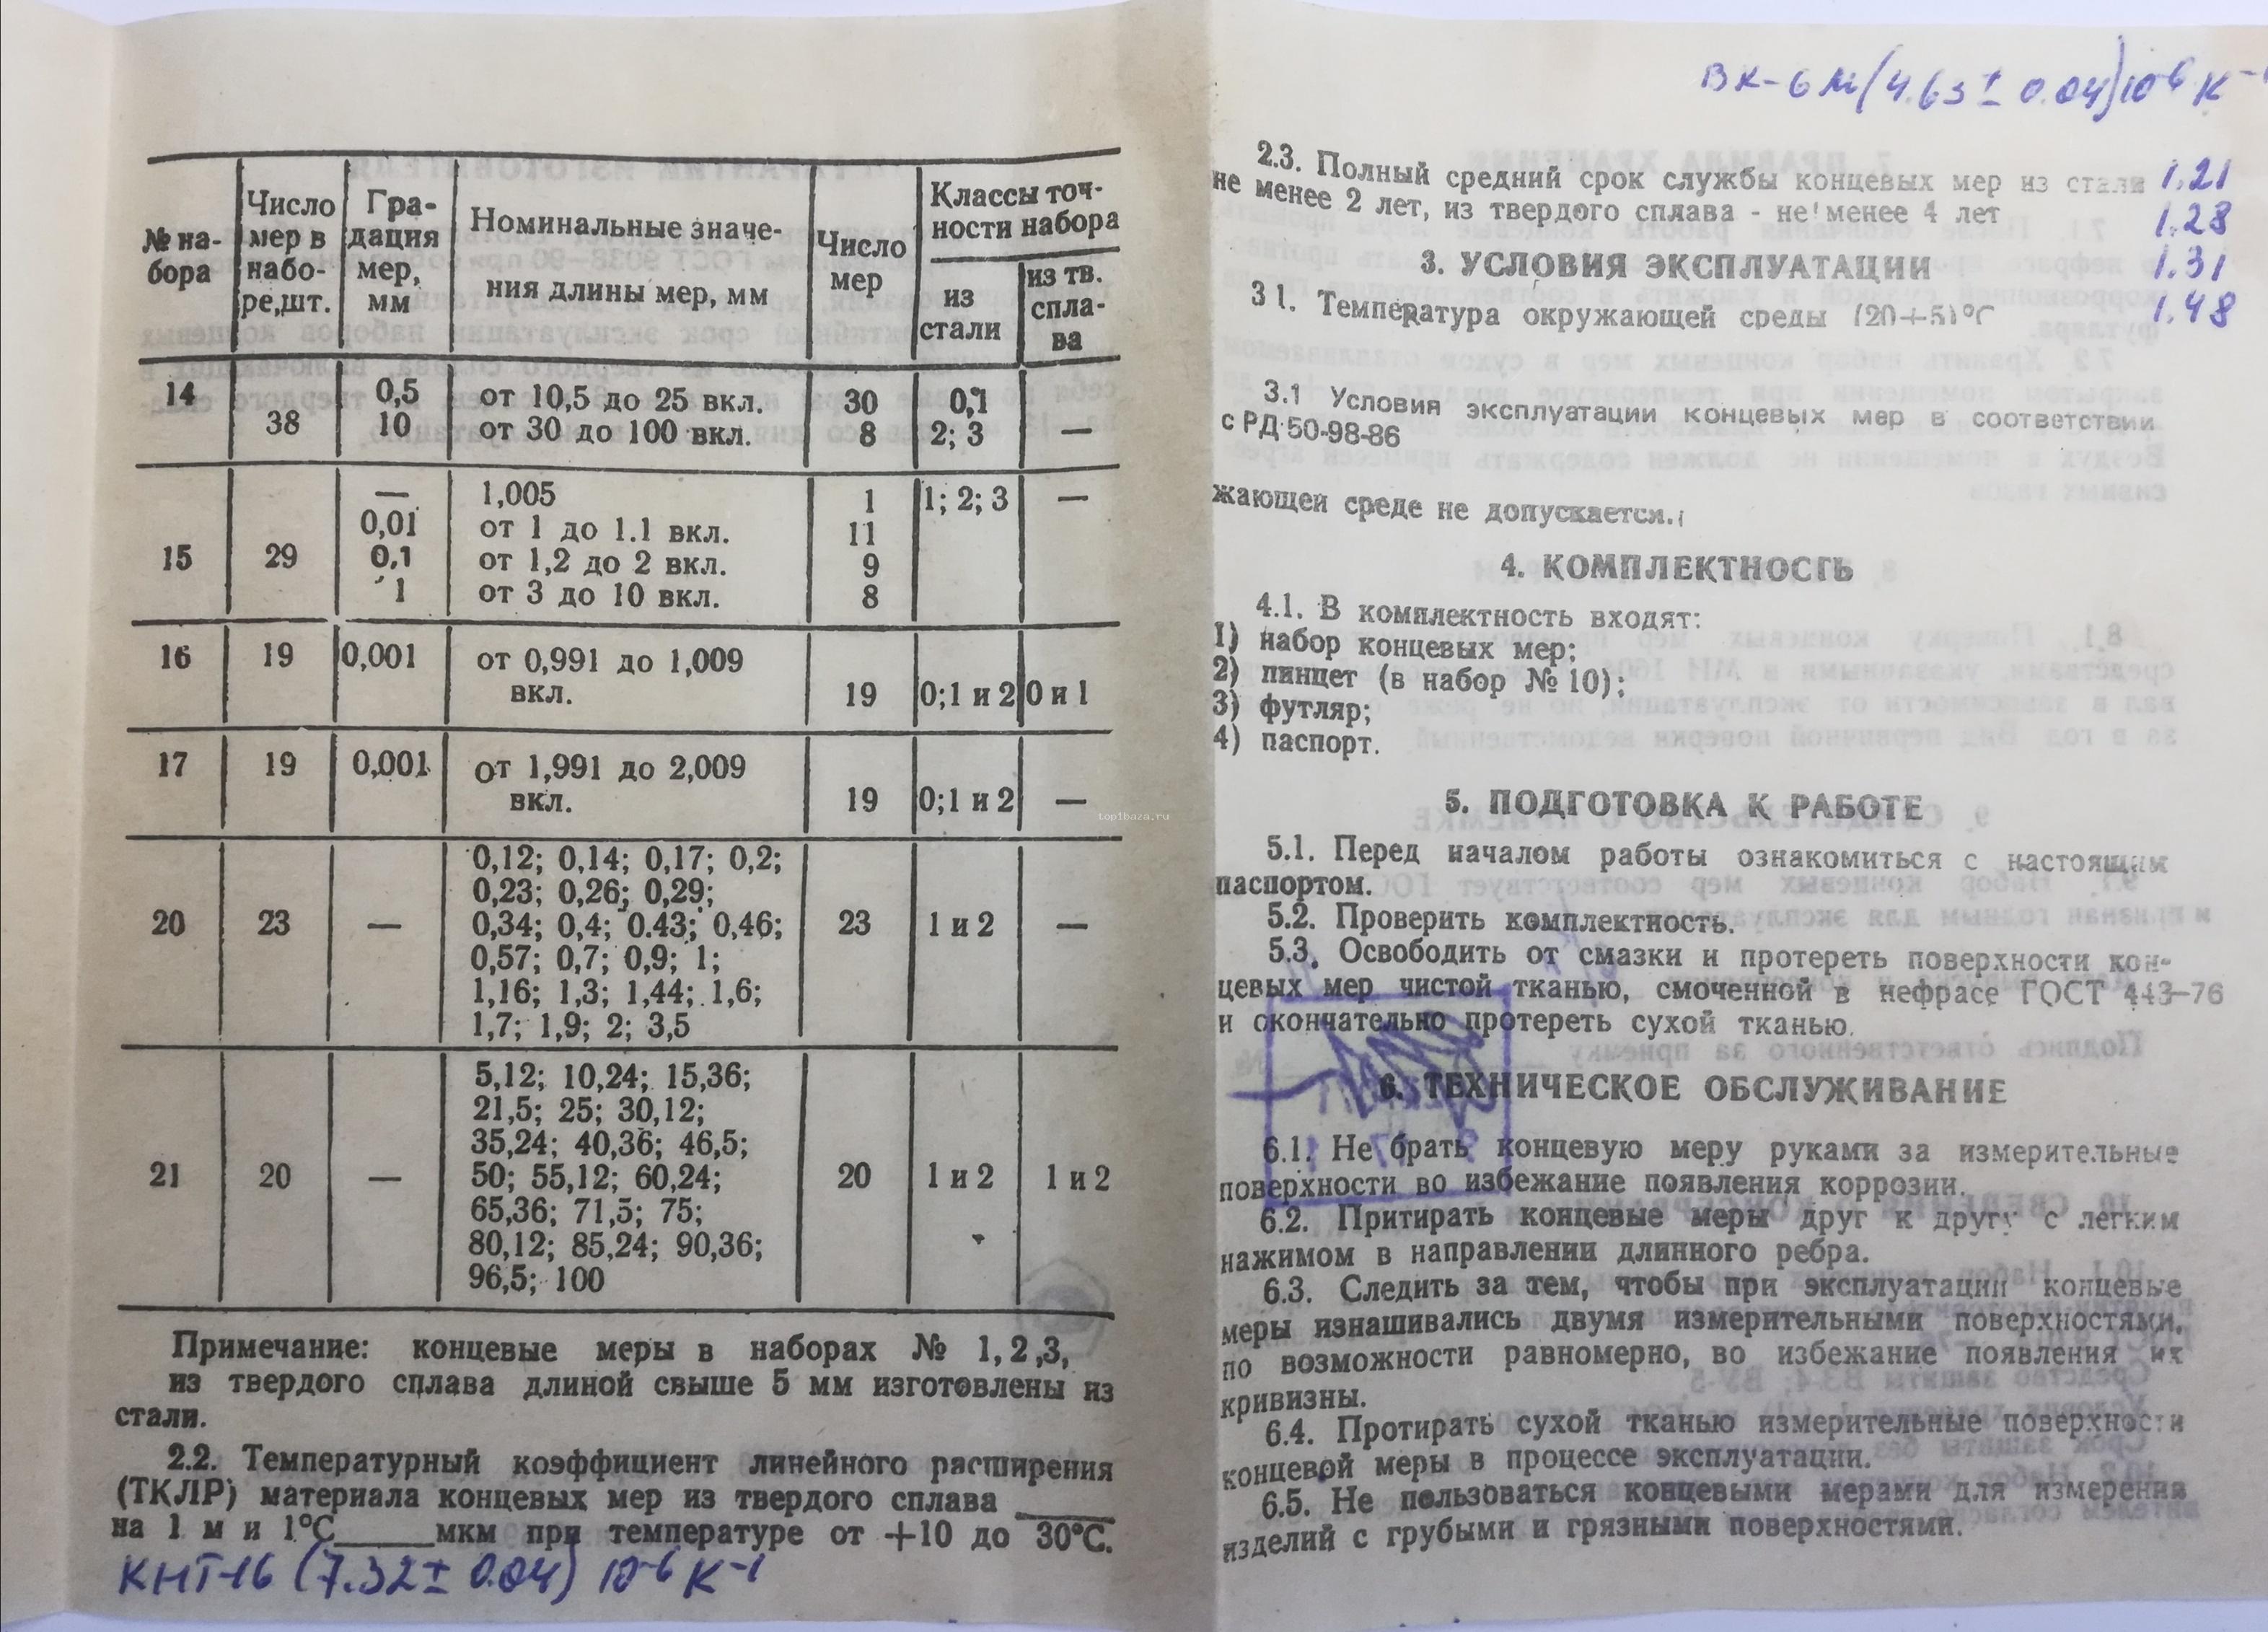 № на-
бора
Число
мер в
набо-
ре,шт.
Гра-
дация
мер,
мм
Номинальные значе-
ния длины мер, мм
Число
мер
Классы точ-
ности набора
из
стали
из тв.
спла-
ва
14
38
0,5 от 10,5 до 25 вкл. 30 0,1
10 от 30 до 100 вкл. 8 2; 3 —
— 1,005 1 1; 2; 3 —
0,01 от 1 до 1.1 вкл. 11
15 29 0,1 от 1,2 до 2 вкл. 9
1 от 3 до 10 вкл. 8
16 19 0,001 от 0,991 до 1,009
вкл. 19 0;1 и 2 0 и 1
17 19 0,001 от 1,991 до 2,009
вкл. 19 0;1 и 2 —
0,12; 0,14; 0,17; 0,2;
0,23; 0,26; 0,29;
20 23 — 0,34; 0,4; 0.43; 0,46; 23 1 и 2 —
0,57; 0,7; 0,9; 1;
1,16; 1,3; 1,44; 1,6;
1,7; 1,9; 2; 3,5
5,12; 10,24; 15,36;
21,5; 25; 30,12;
35,24; 40,36; 46,5;
21 20 — 50; 55,12; 60,24; 20 1 и 2 1 и 2
65,36; 71,5; 75;
80,12; 85,24; 90,36;
96,5; 100
Примечание: концевые меры в наборах № 1, 2 ,3,
из твердого сплава длиной свыше 5 мм изготовлены из
стали.
2.2. Температурный коэффициент линейного расширения
(ТКЛР) материала концевых мер из твердого сплава ______
на 1 м и 1°С______мкм при температуре от +10 до 30°С.
КНТ-16 (7.32 ± 0.04) 10-6 К-1
ВК-6М (4.63 ± 0.04) 10-6 К-1
2.3. Полный средний срок службы концевых мер из стали 1.21
не менее 2 лет, из твердого сплава - не менее 4 лет
1.28
3. УСЛОВИЯ ЭКСПЛУАТАЦИИ 1.31
3 1. Температура окружающей среды (20+5)°С 1.48
3.1 Условия эксплуатации концевых мер в соответствии
с РД 50-98-86
жающей среде не допускается.
4. КОМПЛЕКТНОСТЬ
4.1. В комплектность входят:
1) набор концевых мер;
2) пинцет (в набор № 10);
3) футляр;
4) паспорт.
5. ПОДГОТОВКА К РАБОТЕ
5.1. Перед началом работы ознакомиться с настоящим
паспортом.
5.2. Проверить комплектность.
5.3. Освободить от смазки и протереть поверхности кон-
цевых мер чистой тканью, смоченной в нефрасе ГОСТ 443–76
и окончательно протереть сухой тканью.
6. ТЕХНИЧЕСКОЕ ОБСЛУЖИВАНИЕ
6.1. Не брать концевую меру руками за измерительные
поверхности во избежание появления коррозии.
6.2. Притирать концевые меры друг к другу с легким
нажимом в направлении длинного ребра.
6.3. Следить за тем, чтобы при эксплуатации концевые
меры изнашивались двумя измерительными поверхностями,
по возможности равномерно, во избежание появления их
кривизны.
6.4. Протирать сухой тканью измерительные поверхности
концевой меры в процессе эксплуатации.
6.5. Не пользоваться концевыми мерами для измерения
изделий с грубыми и грязными поверхностями.
top1baza.ru